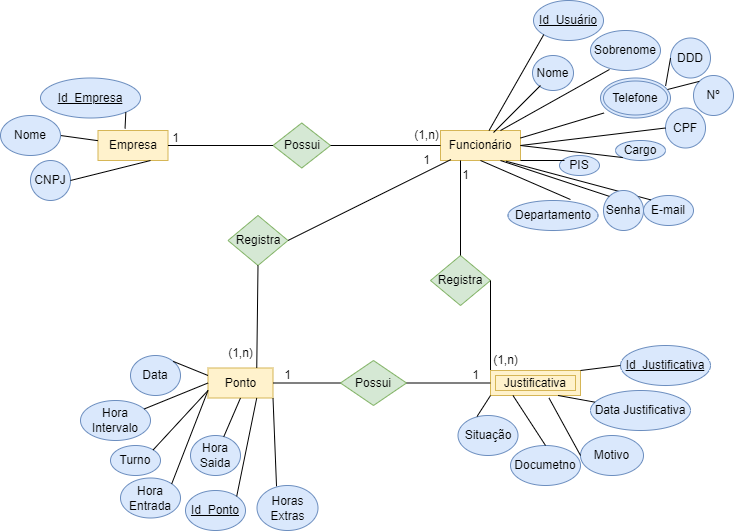 Id_Usuário
Sobrenome
DDD
Nome
Telefone
Nº
Id_Empresa
CPF
Nome
Empresa
1
Possui
(1,n)
Funcionário
Cargo
1
PIS
CNPJ
1
Departamento
Senha
E-mail
Registra
Registra
(1,n)
(1,n)
Id_Justificativa
Data
Ponto
1
Possui
1
Justificativa
Hora
Intervalo
Data Justificativa
Situação
Hora
Saida
Motivo
Turno
Documetno
Hora
Entrada
Id_Ponto
Horas
Extras